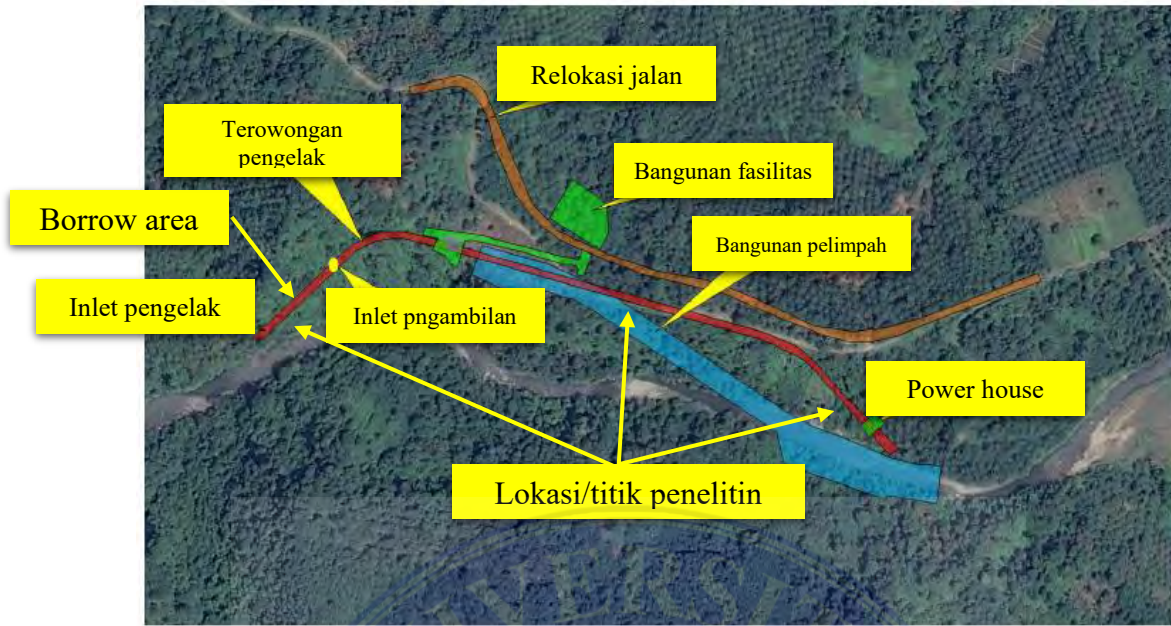 Relokasi jalan
Terowongan
pengelak
Bangunan fasilitas
Borrow area
Bangunan pelimpah
Inlet pengelak
Inlet pngambilan
Power house
Lokasi/titik penelitin
VERS